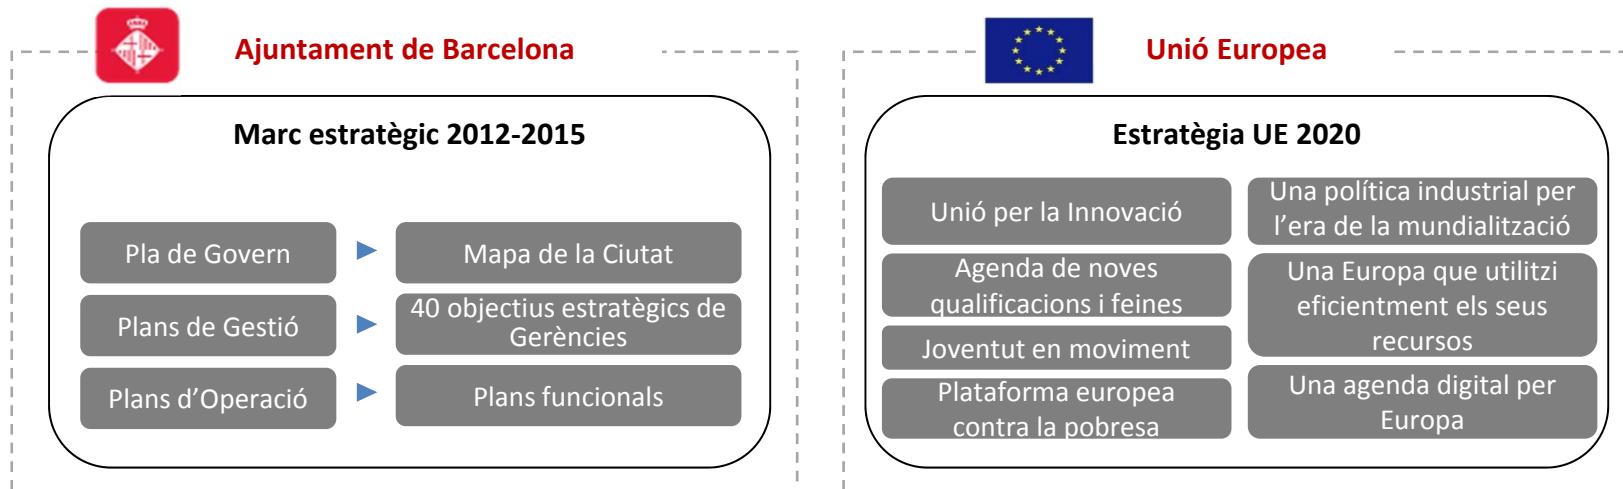 Ajuntament de Barcelona
Marc estratègic 2012-2015
Pla de Govern
Mapa de la Ciutat
Plans de Gestió
40 objectius estratègics de
Gerències
Plans d’Operació
Plans funcionals
Unió Europea
Estratègia UE 2020
Unió per la Innovació
Agenda de noves
qualificacions i feines
Joventut en moviment
Plataforma europea
contra la pobresa
Una política industrial per
l’era de la mundialització
Una Europa que utilitzi
eficientment els seus
recursos
Una agenda digital per
Europa